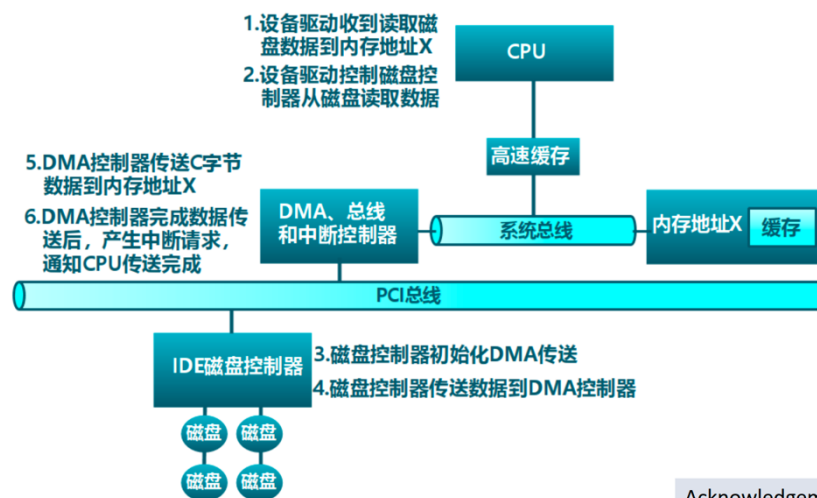 1.设备驱动收到读取磁
盘数据到内存地址X
2.设备驱动控制磁盘控
制器从磁盘读取数据
CPU
高速缓存
5.DMA控制器传送C字节
数据到内存地址X
6.DMA控制器完成数据传
送后，产生中断请求，
通知CPU传送完成
DMA、总线
和中断控制器
系统总线
内存地址X
缓存
PCI总线
IDE磁盘控制器
3.磁盘控制器初始化DMA传送
4.磁盘控制器传送数据到DMA控制器
磁盘
磁盘
磁盘
磁盘